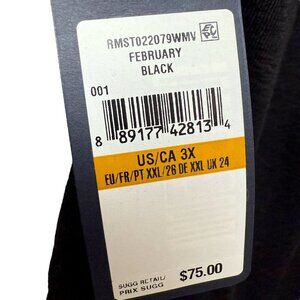 RMST022079WMV
FEBRUARY
BLACK
001
8 89177 42813 4
US/CA 3X
EU/FR/PT XXL/26 DE XXL UK 24
SUGG RETAIL/
PRIX SUGG
$75.00